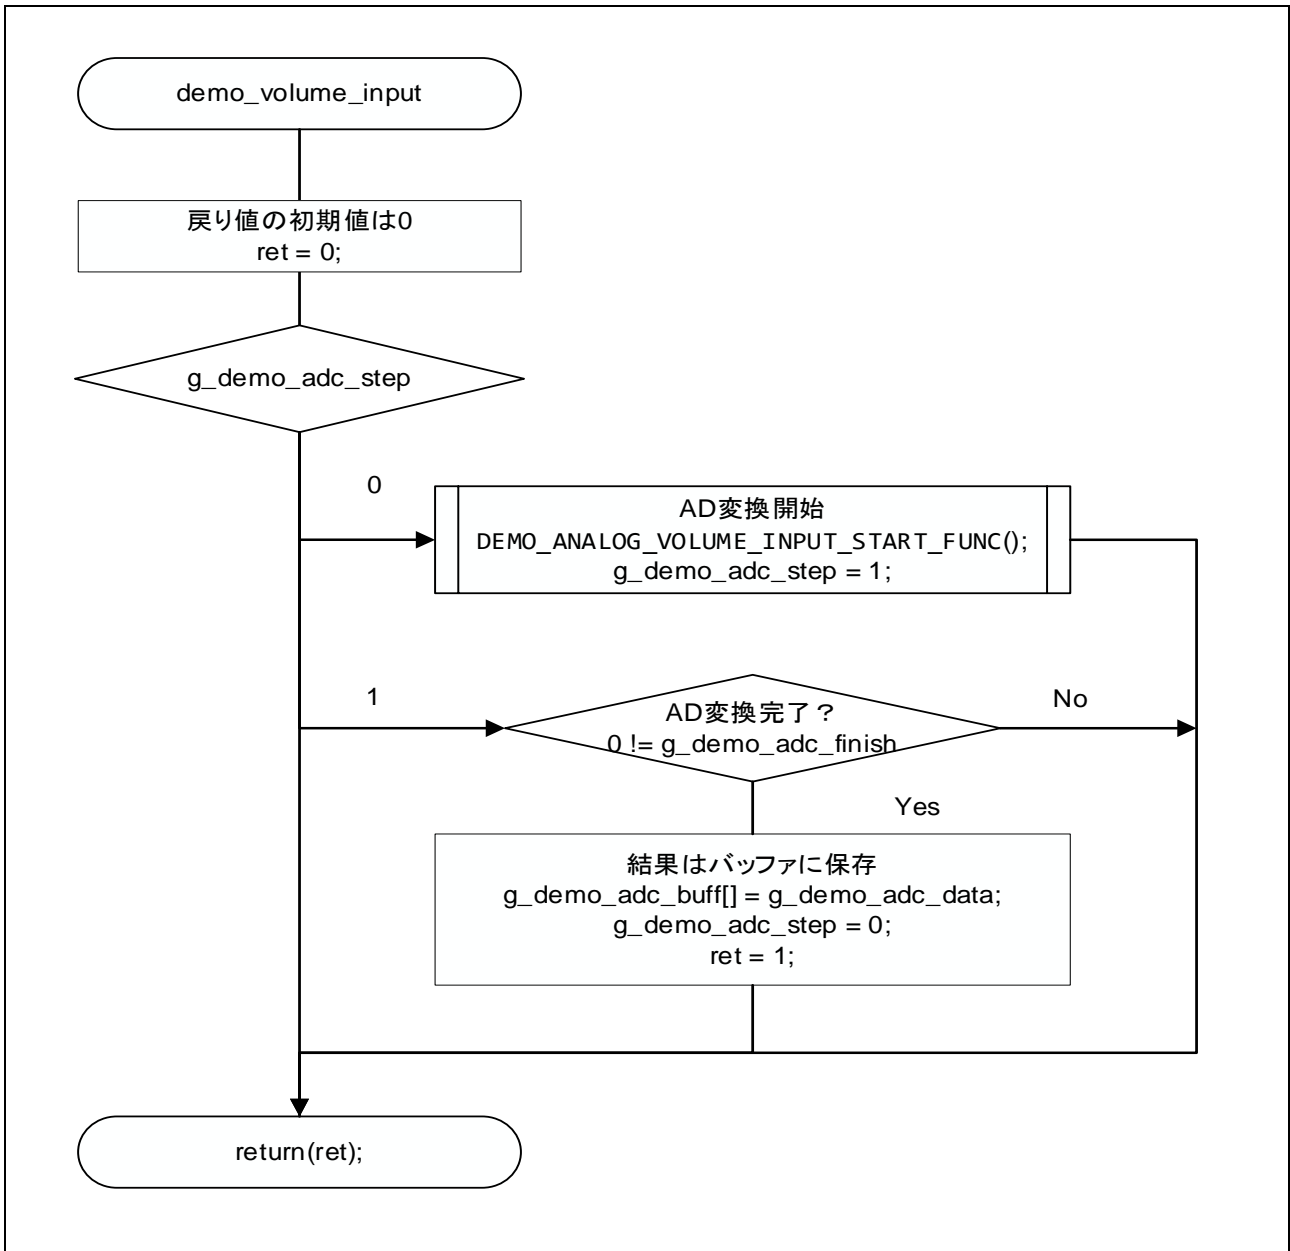 demo_volume_input
戻り値の初期値は0
ret = 0;
g_demo_adc_step
0
AD変換開始
DEMO_ANALOG_VOLUME_INPUT_START_FUNC();
g_demo_adc_step = 1;
1
AD変換完了？
0 != g_demo_adc_finish
No
Yes
結果はバッファに保存
g_demo_adc_buff[] = g_demo_adc_data;
g_demo_adc_step = 0;
ret = 1;
return(ret);